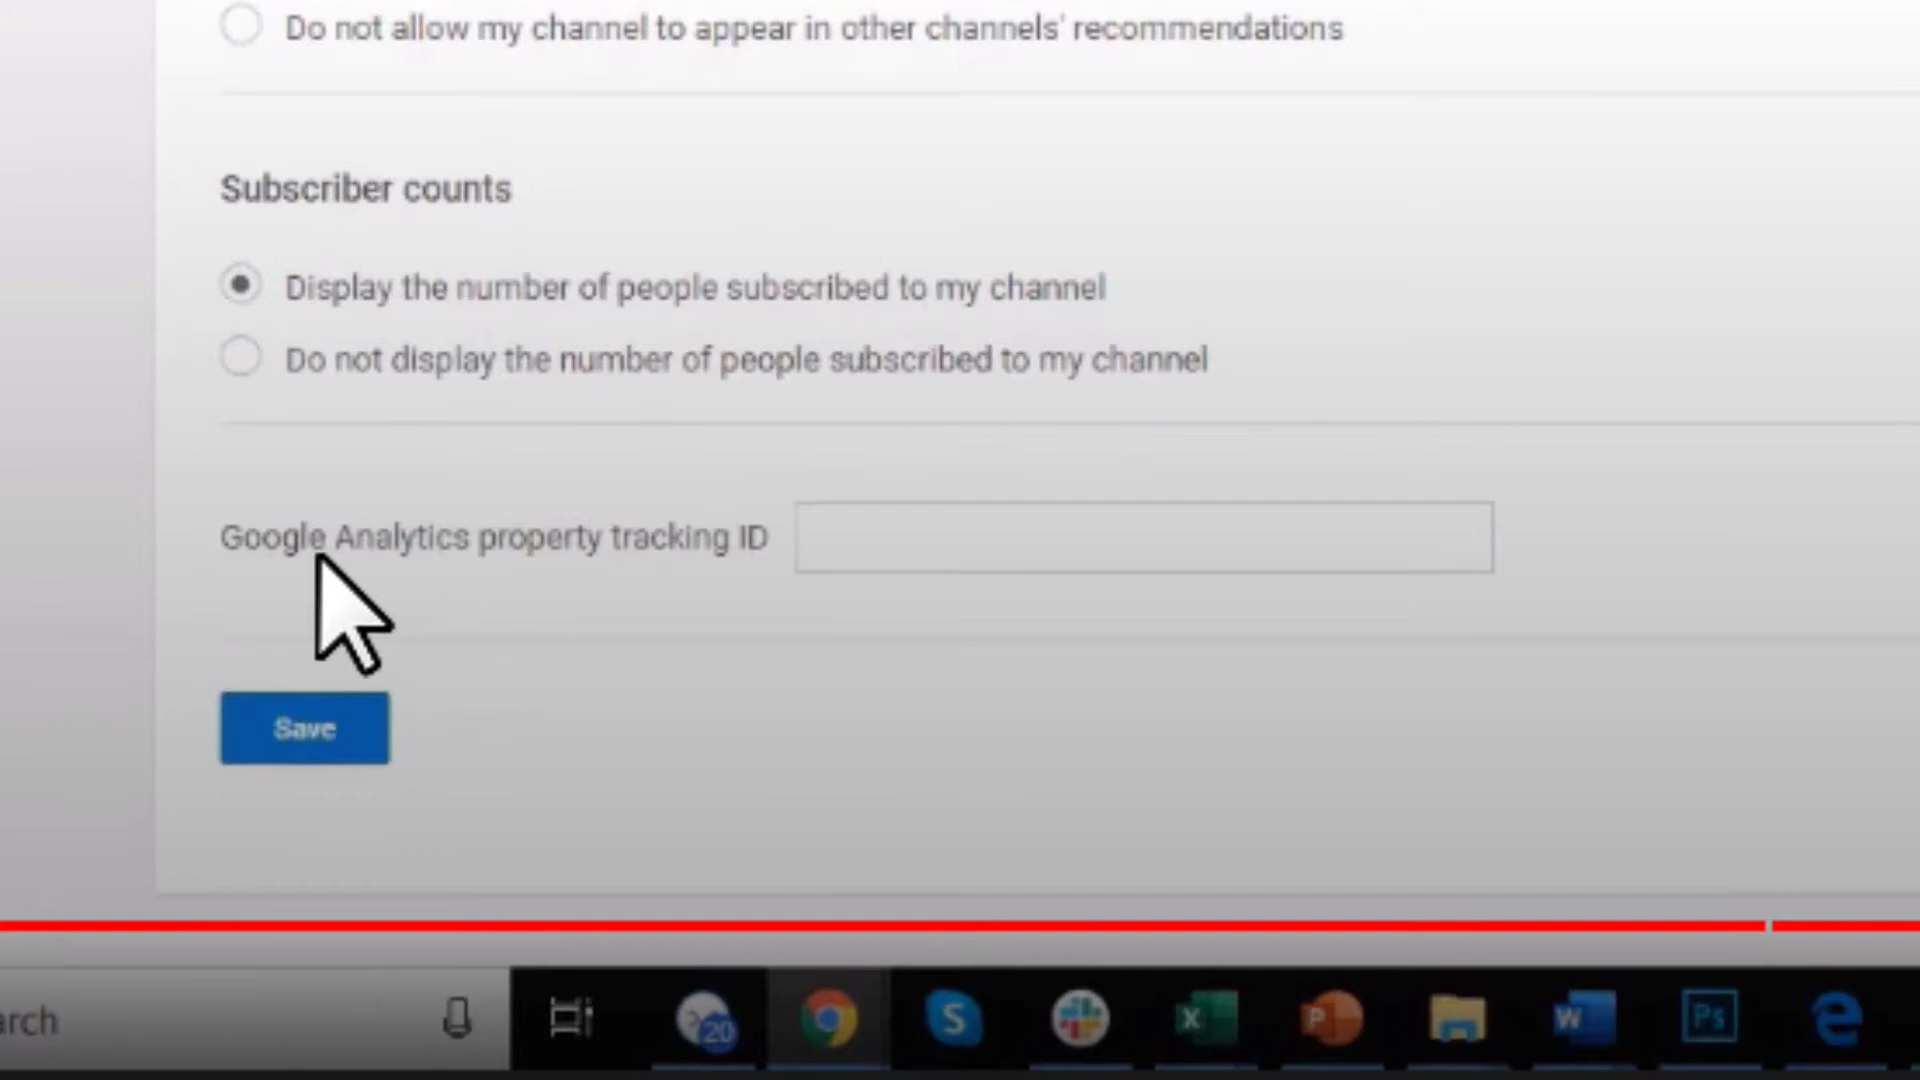 Do not allow my channel to appear in other channels' recommendations
Subscriber counts
Display the number of people subscribed to my channel
Do not display the number of people subscribed to my channel
Google Analytics property tracking ID
Save
arch
20
S
X
P
W
Ps